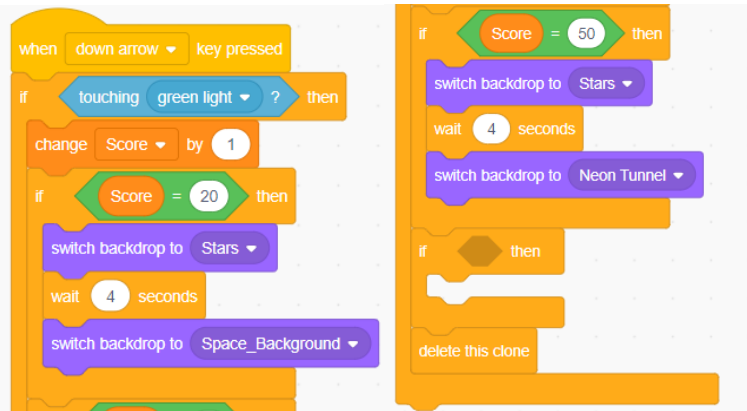 when down arrow key pressed
if touching green light ? then
change Score by 1
if Score = 20 then
switch backdrop to Stars
wait 4 seconds
switch backdrop to Space_Background
if Score = 50 then
switch backdrop to Stars
wait 4 seconds
switch backdrop to Neon Tunnel
if then
delete this clone